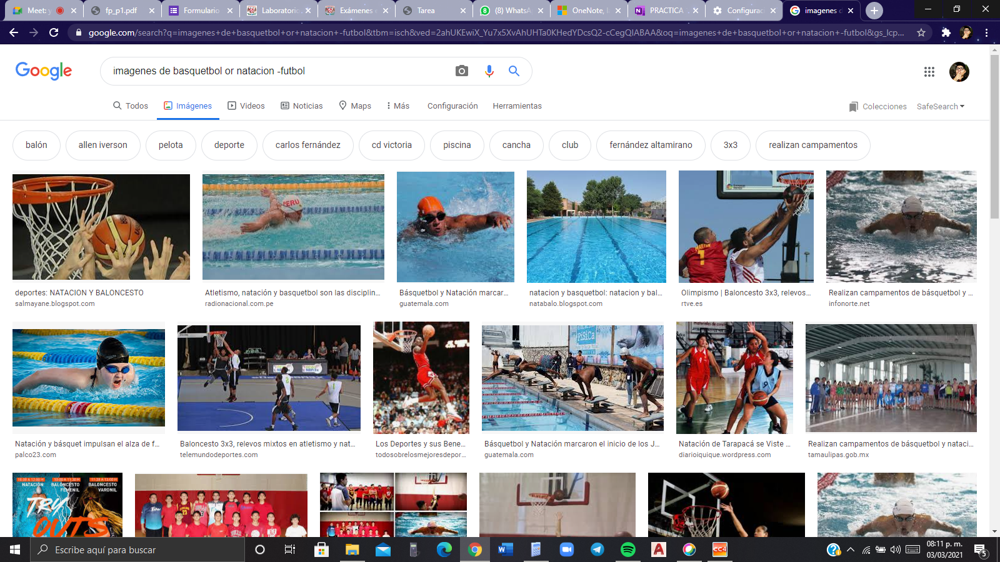 Meet: y
fp_p1.pdf
Formulario
Laboratorio
Exámenes
Tarea
(8) WhatsA
OneNote, l
PRACTICA
Configurac
imagenes d
google.com/search?q=imagenes+de+basquetbol+or+natacion+-futbol&tbm=isch&ved=2ahUKEwiX_Yu7x5XvAhUHTa0KHedYDcsQ2-cCegQIABAA&oq=imagenes+de+basquetbol+or+natacion+-futbol&gs_lcp...
Google
imagenes de basquetbol or natacion -futbol
Todos
Imágenes
Videos
Noticias
Maps
Más
Configuración
Herramientas
Colecciones
SafeSearch
balón
allen iverson
pelota
deporte
carlos fernández
cd victoria
piscina
cancha
club
fernández altamirano
3x3
realizan campamentos
PERU
1
deportes: NATACION Y BALONCESTO
salmayane.blogspot.com
Atletismo, natación y basquetbol son las disciplin...
radionacional.com.pe
Básquetbol y Natación marcar...
guatemala.com
natacion y basquetbol: natacion y bal...
natabalo.blogspot.com
Olimpismo | Baloncesto 3x3, relevos...
rtve.es
Realizan campamentos de básquetbol y ...
infonorte.net
Natación y básquet impulsan el alza de f...
palco23.com
Baloncesto 3x3, relevos mixtos en atletismo y nat...
telemundodeportes.com
Los Deportes y sus Bene...
todosobrelosmejoresdepor...
Básquetbol y Natación marcaron el inicio de los J...
guatemala.com
Natación de Tarapacá se Viste ...
diarioiquique.wordpress.com
Realizan campamentos de básquetbol y nataci...
tamaulipas.gob.mx
NATACIÓN
BALONCESTO
FEMENIL
BALONCESTO
VARONIL
TRY
OUTS
Escribe aquí para buscar
CC4
08:11 p. m.
03/03/2021
5